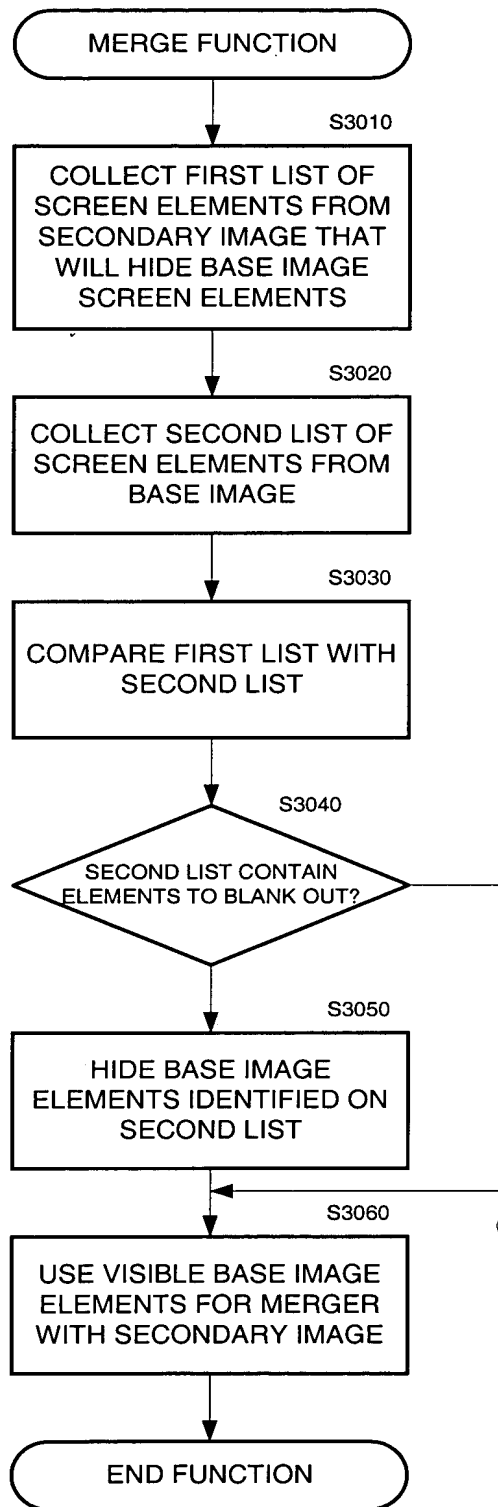 MERGE FUNCTION
S3010
COLLECT FIRST LIST OF
SCREEN ELEMENTS FROM
SECONDARY IMAGE THAT
WILL HIDE BASE IMAGE
SCREEN ELEMENTS
S3020
COLLECT SECOND LIST OF
SCREEN ELEMENTS FROM
BASE IMAGE
S3030
COMPARE FIRST LIST WITH
SECOND LIST
S3040
SECOND LIST CONTAIN
ELEMENTS TO BLANK OUT?
S3050
HIDE BASE IMAGE
ELEMENTS IDENTIFIED ON
SECOND LIST
S3060
USE VISIBLE BASE IMAGE
ELEMENTS FOR MERGER
WITH SECONDARY IMAGE
END FUNCTION